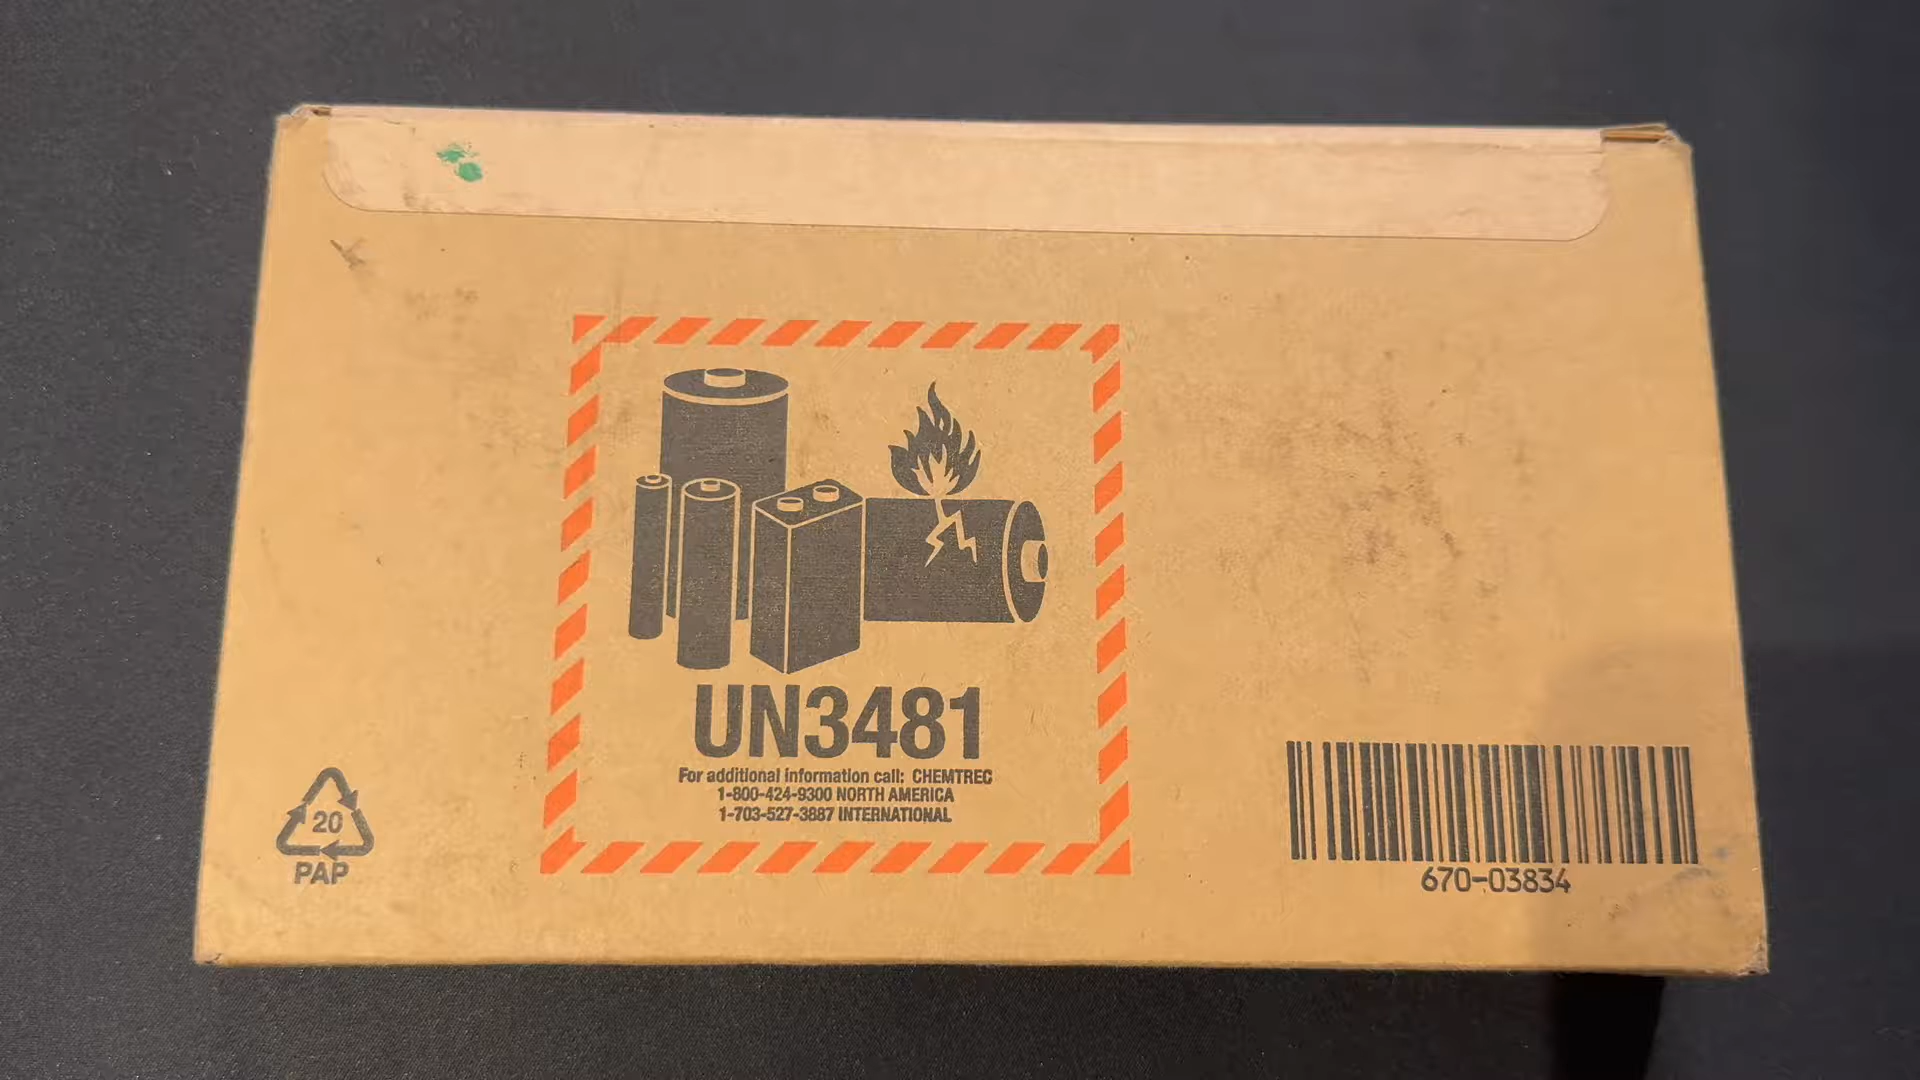 UN3481
For additional information call: CHEMTREC
1-800-424-9300 NORTH AMERICA
1-703-527-3887 INTERNATIONAL
20
PAP
670-03834